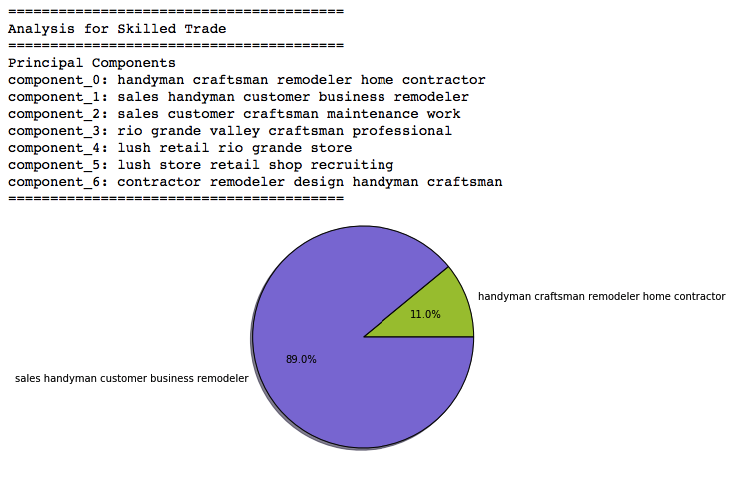 ========================================
Analysis for Skilled Trade
========================================
Principal Components
component_0: handyman craftsman remodeler home contractor
component_1: sales handyman customer business remodeler
component_2: sales customer craftsman maintenance work
component_3: rio grande valley craftsman professional
component_4: lush retail rio grande store
component_5: lush store retail shop recruiting
component_6: contractor remodeler design handyman craftsman
========================================
handyman craftsman remodeler home contractor
11.0%
89.0%
sales handyman customer business remodeler